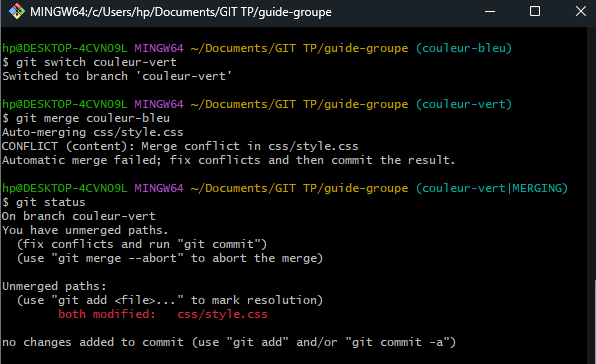 MINGW64:/c/Users/hp/Documents/GIT TP/guide-groupe
hp@DESKTOP-4CVNO9L MINGW64 ~/Documents/GIT TP/guide-groupe (couleur-bleu)
$ git switch couleur-vert
Switched to branch 'couleur-vert'
hp@DESKTOP-4CVNO9L MINGW64 ~/Documents/GIT TP/guide-groupe (couleur-vert)
$ git merge couleur-bleu
Auto-merging css/style.css
CONFLICT (content): Merge conflict in css/style.css
Automatic merge failed; fix conflicts and then commit the result.
hp@DESKTOP-4CVNO9L MINGW64 ~/Documents/GIT TP/guide-groupe (couleur-vert|MERGING)
$ git status
On branch couleur-vert
You have unmerged paths.
  (fix conflicts and run "git commit")
  (use "git merge --abort" to abort the merge)
Unmerged paths:
  (use "git add <file>..." to mark resolution)
        both modified:   css/style.css
no changes added to commit (use "git add" and/or "git commit -a")